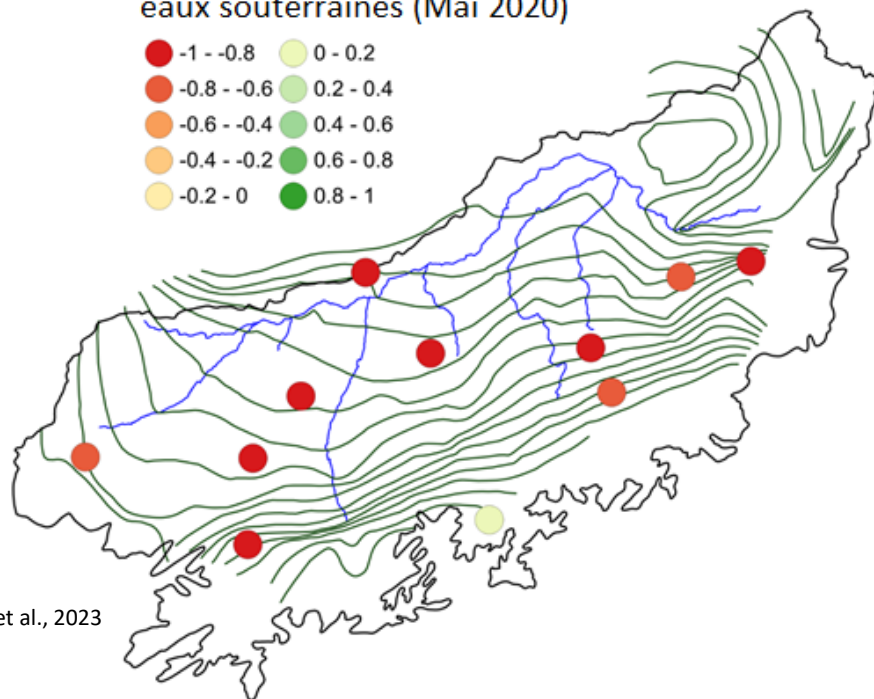 eaux souterraines (Mai 2020)
-1 - -0.8
0 - 0.2
-0.8 - -0.6
0.2 - 0.4
-0.6 - -0.4
0.4 - 0.6
-0.4 - -0.2
0.6 - 0.8
-0.2 - 0
0.8 - 1
et al., 2023